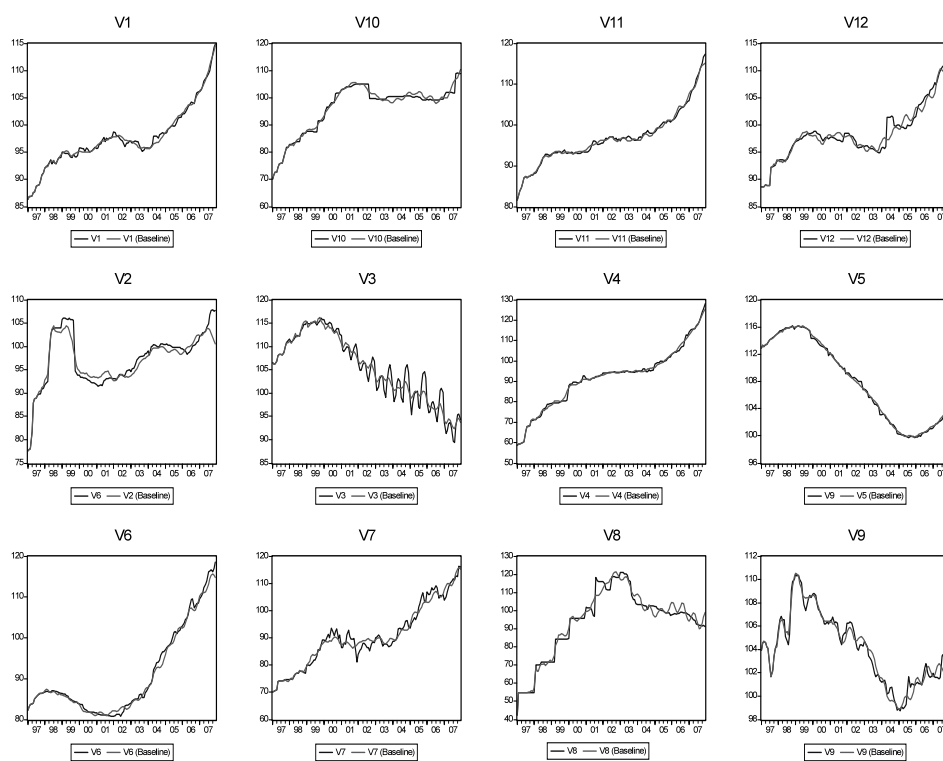 V1 V10 V11 V12
115 120 120 115
110 110 110 110
105 100 105
100 90 100 100
95 80 90 95
90 70 90
85 60 80 85
97 98 99 00 01 02 03 04 05 06 07 97 98 99 00 01 02 03 04 05 06 07 97 98 99 00 01 02 03 04 05 06 07 97 98 99 00 01 02 03 04 05 06
V1 V1 (Baseline) V10 V10 (Baseline) V11 V11 (Baseline) V12 V12 (Baseline)
V2 V3 V4 V5
110 120 130 120
105 115 120
100 110 110 116
95 105 100 112
90 100 90 108
85 95 80 104
80 90 70 100
75 85 60 96
50
97 98 99 00 01 02 03 04 05 06 07 97 98 99 00 01 02 03 04 05 06 07 97 98 99 00 01 02 03 04 05 06 07 97 98 99 00 01 02 03 04 05 06
V6 V2 (Baseline) V3 V3 (Baseline) V4 V4 (Baseline) V9 V5 (Baseline)
V6 V7 V8 V9
120 120 130 112
110 110 120 110
100 100 110 108
90 90 100 106
80 80 90 104
70 80 102
60 70 100
60 98
50
40
97 98 99 00 01 02 03 04 05 06 07 97 98 99 00 01 02 03 04 05 06 07 97 98 99 00 01 02 03 04 05 06 07 97 98 99 00 01 02 03 04 05 06
V6 V6 (Baseline) V7 V7 (Baseline) V8 V8 (Baseline) V9 V9 (Baseline)